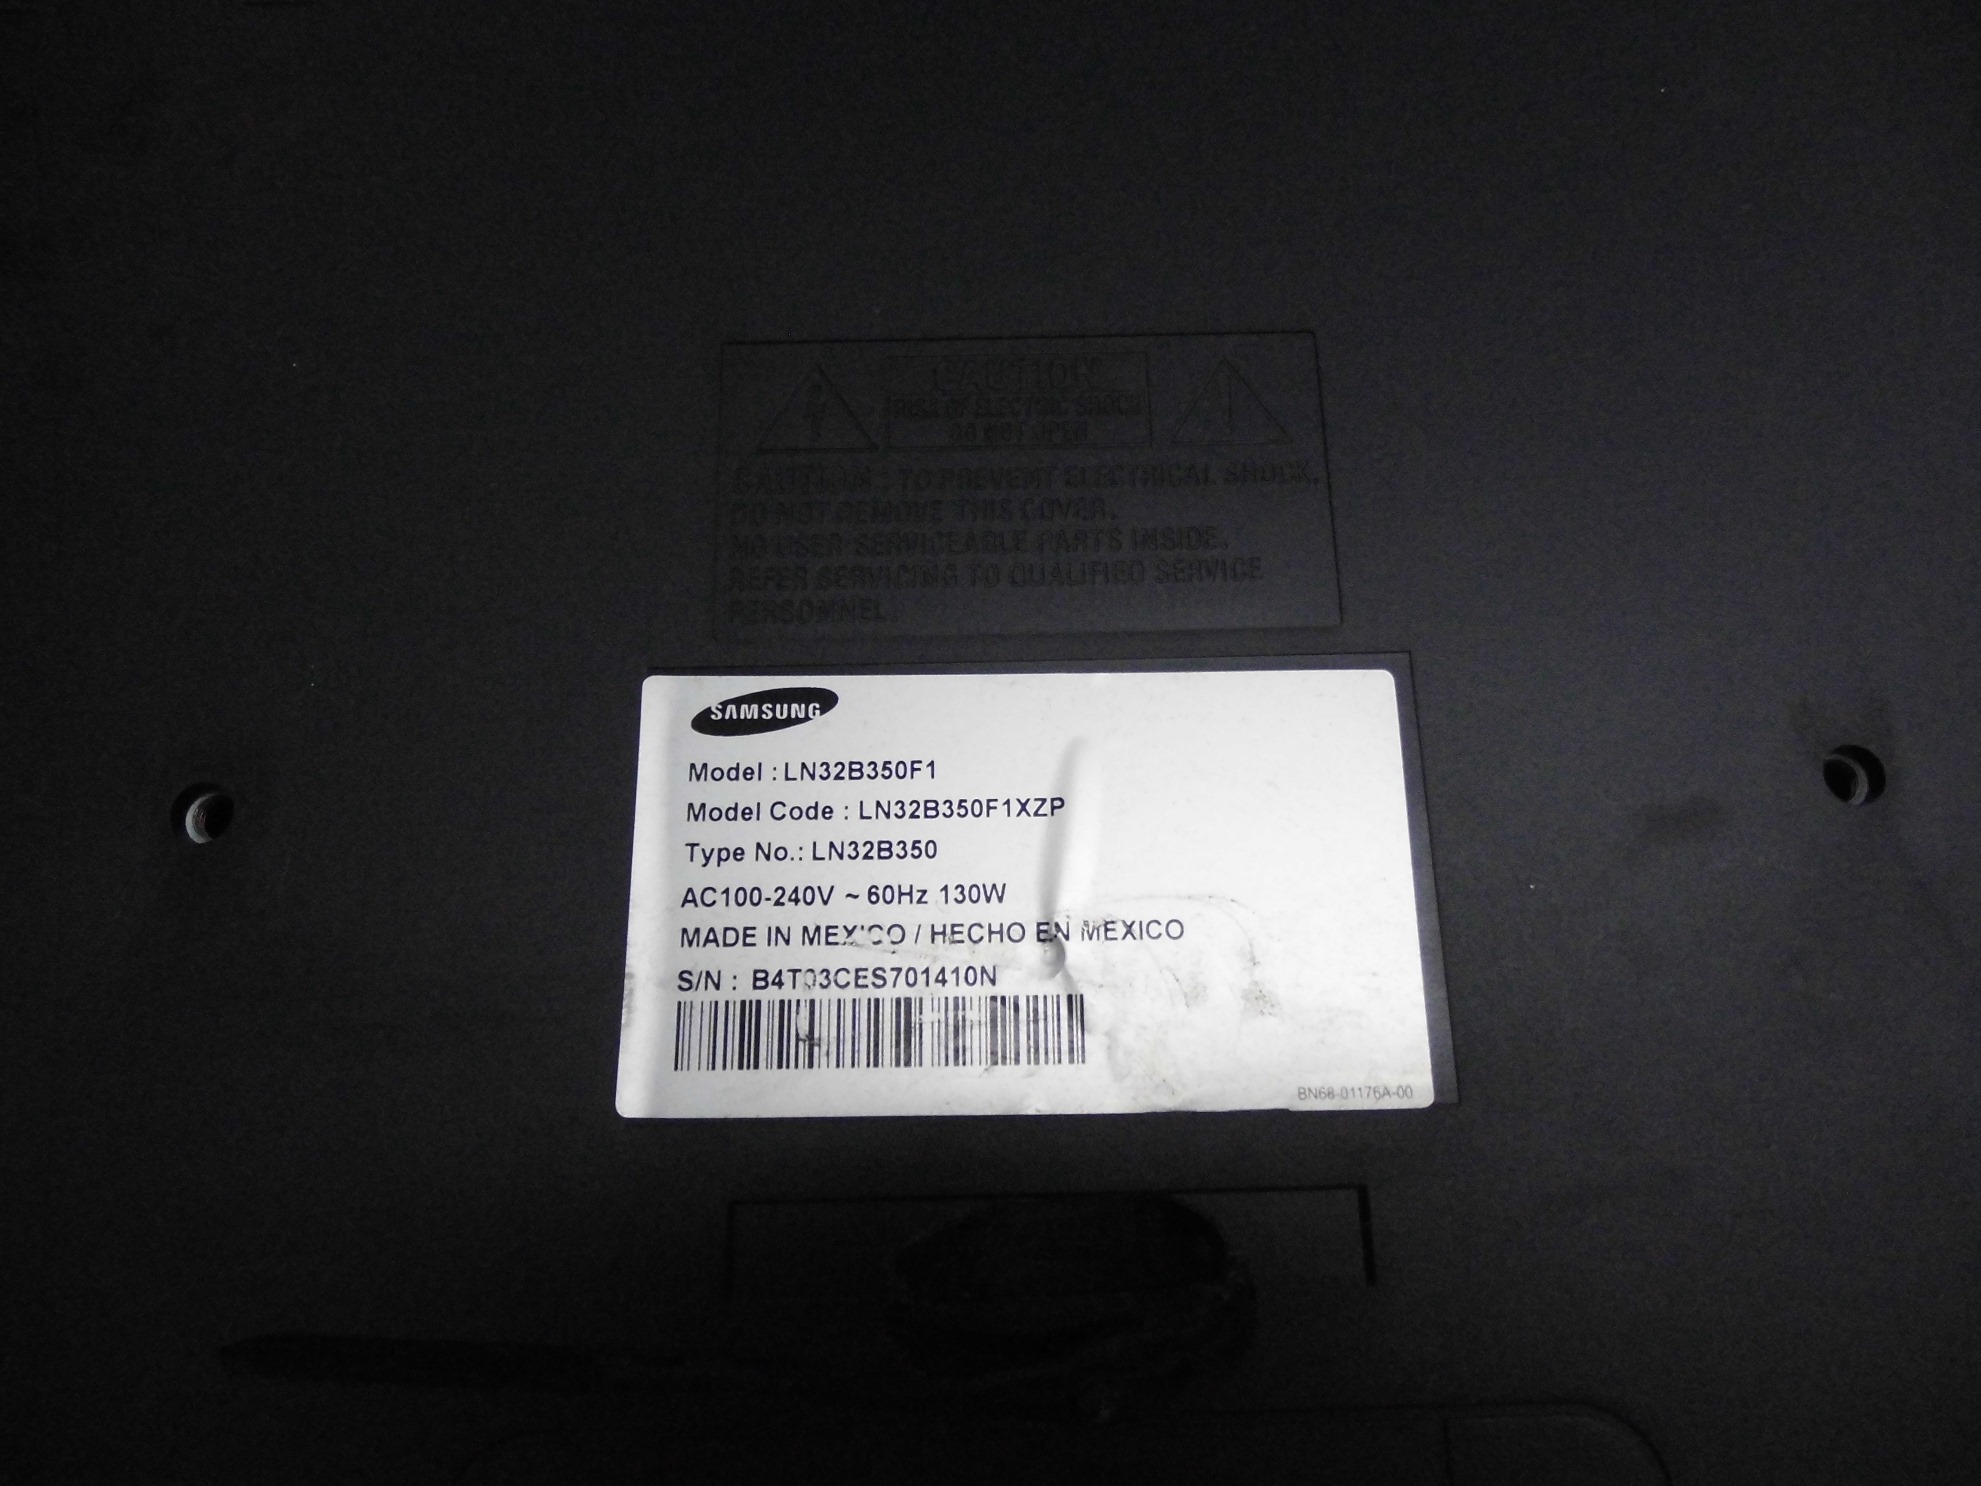 CAUTION
RISK OF ELECTRIC SHOCK
DO NOT OPEN
CAUTION : TO PREVENT ELECTRICAL SHOCK,
DO NOT REMOVE THIS COVER.
NO USER SERVICEABLE PARTS INSIDE.
REFER SERVICING TO QUALIFIED SERVICE
PERSONNEL.
SAMSUNG
Model : LN32B350F1
Model Code : LN32B350F1XZP
Type No.: LN32B350
AC100-240V ~ 60Hz 130W
MADE IN MEXICO / HECHO EN MEXICO
S/N : B4T03CES701410N
BN68-01176A-00